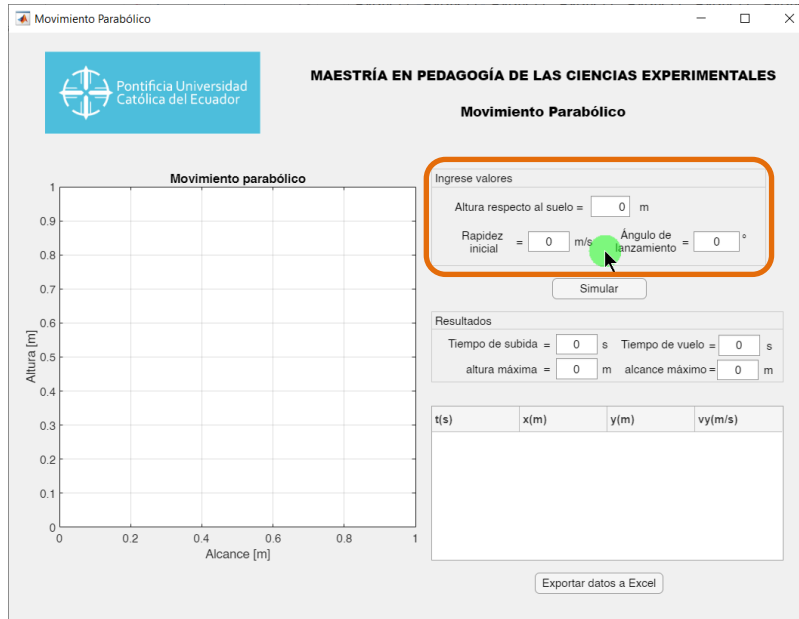 Movimiento Parabólico
Pontificia Universidad
Católica del Ecuador
MAESTRÍA EN PEDAGOGÍA DE LAS CIENCIAS EXPERIMENTALES
Movimiento Parabólico
Movimiento parabólico
1
0.9
0.8
0.7
0.6
0.5
0.4
0.3
0.2
0.1
0
Altura [m]
0 0.2 0.4 0.6 0.8 1
Alcance [m]
Ingrese valores
Altura respecto al suelo = 0 m
Rapidez inicial = 0 m/s Ángulo de lanzamiento = 0 °
Simular
Resultados
Tiempo de subida = 0 s Tiempo de vuelo = 0 s
altura máxima = 0 m alcance máximo = 0 m
t(s) x(m) y(m) vy(m/s)
Exportar datos a Excel